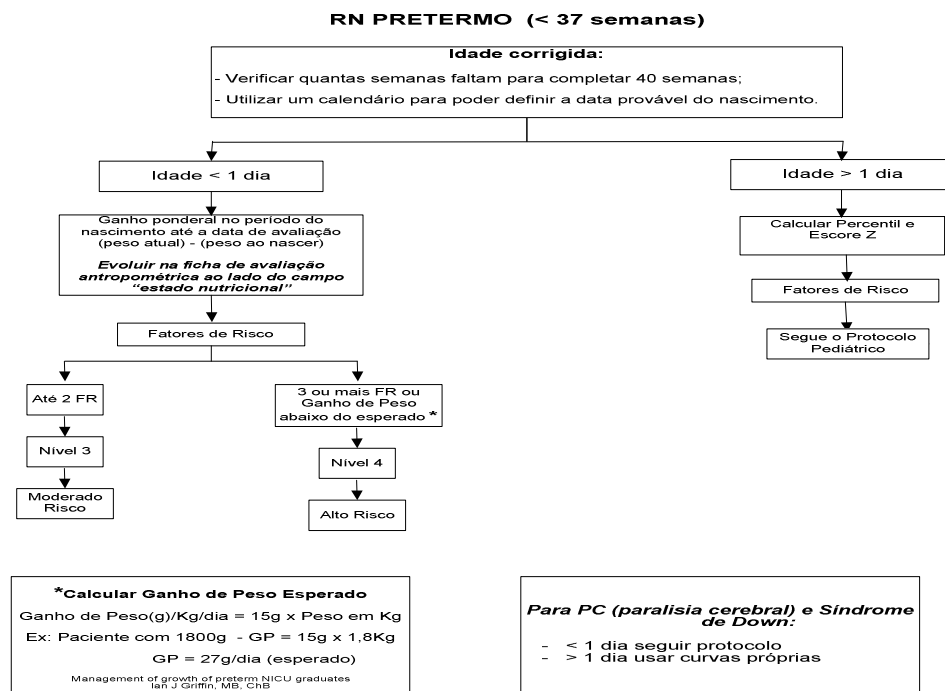 RN PRETERMO (< 37 semanas)
Idade corrigida:
- Verificar quantas semanas faltam para completar 40 semanas;
- Utilizar um calendário para poder definir a data provável do nascimento.
Idade < 1 dia
Idade > 1 dia
Ganho ponderal no período do
nascimento até a data de avaliação
(peso atual) - (peso ao nascer)
Evoluir na ficha de avaliação
antropométrica ao lado do campo
“estado nutricional”
Calcular Percentil e
Escore Z
Fatores de Risco
Segue o Protocolo
Pediátrico
Fatores de Risco
Até 2 FR
3 ou mais FR ou
Ganho de Peso
abaixo do esperado *
Nível 3
Nível 4
Moderado
Risco
Alto Risco
*Calcular Ganho de Peso Esperado
Ganho de Peso(g)/Kg/dia = 15g x Peso em Kg
Ex: Paciente com 1800g - GP = 15g x 1,8Kg
GP = 27g/dia (esperado)
Management of growth of preterm NICU graduates
Ian J Griffin, MB, ChB
Para PC (paralisia cerebral) e Síndrome
de Down:
- < 1 dia seguir protocolo
- > 1 dia usar curvas próprias